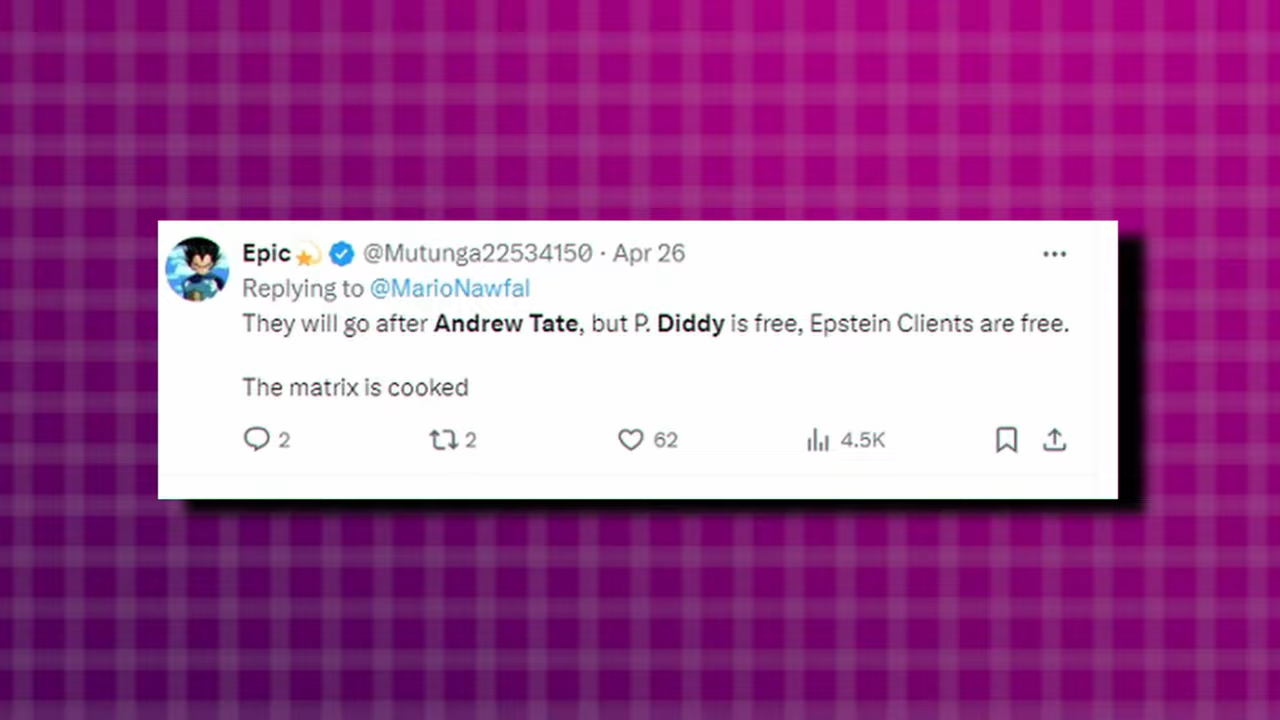 Epic💫 @Mutunga22534150 · Apr 26
Replying to @MarioNawfal
They will go after Andrew Tate, but P. Diddy is free, Epstein Clients are free.
The matrix is cooked
2 2 62 4.5K